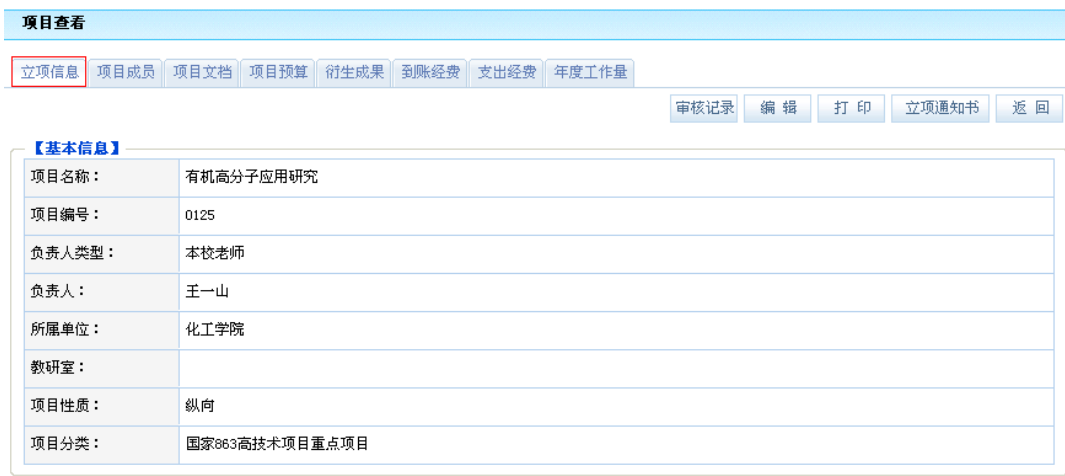 项目查看
立项信息 项目成员 项目文档 项目预算 衍生成果 到账经费 支出经费 年度工作量
审核记录 编 辑 打 印 立项通知书 返 回
【基本信息】
项目名称： 有机高分子应用研究
项目编号： 0125
负责人类型： 本校老师
负责人： 王一山
所属单位： 化工学院
教研室：
项目性质： 纵向
项目分类： 国家863高技术项目重点项目